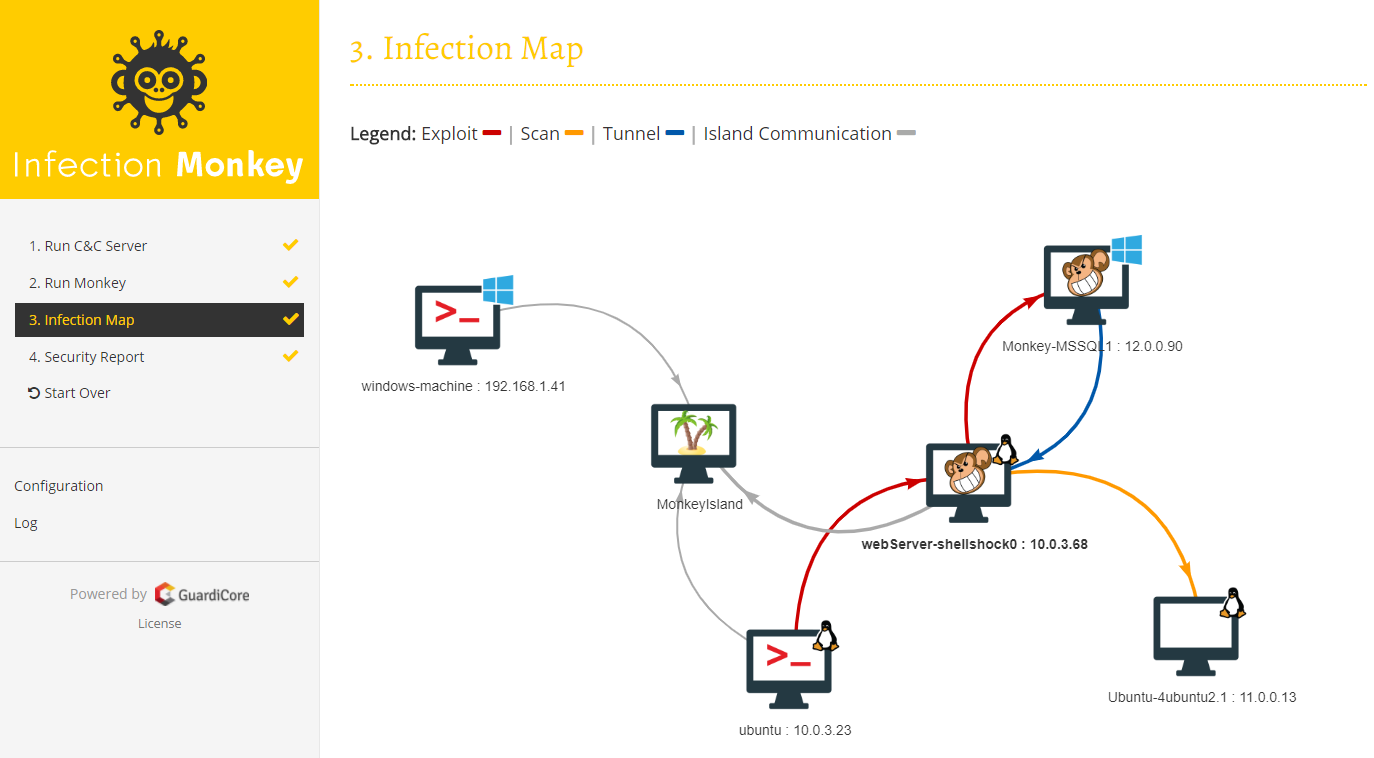 Infection Monkey
1. Run C&C Server
2. Run Monkey
3. Infection Map
4. Security Report
Start Over
Configuration
Log
Powered by GuardiCore
License
3. Infection Map
Legend: Exploit | Scan | Tunnel | Island Communication
Monkey-MSSQL1 : 12.0.0.90
windows-machine : 192.168.1.41
>_
MonkeyIsland
webServer-shellshock0 : 10.0.3.68
>_
Ubuntu-4ubuntu2.1 : 11.0.0.13
ubuntu : 10.0.3.23